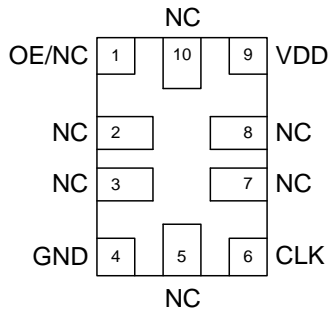 NC
OE/NC 1 10 9 VDD
NC 2 8 NC
NC 3 7 NC
GND 4 5 6 CLK
NC